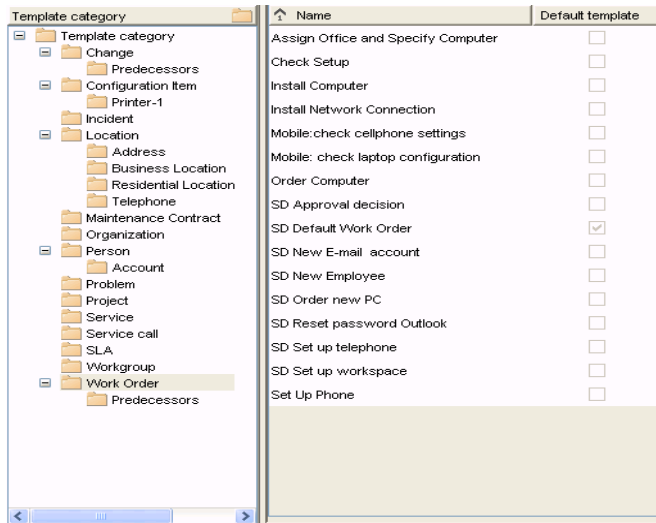 Template category
Template category
Change
Predecessors
Configuration Item
Printer-1
Incident
Location
Address
Business Location
Residential Location
Telephone
Maintenance Contract
Organization
Person
Account
Problem
Project
Service
Service call
SLA
Workgroup
Work Order
Predecessors
Name Default template
Assign Office and Specify Computer
Check Setup
Install Computer
Install Network Connection
Mobile:check cellphone settings
Mobile: check laptop configuration
Order Computer
SD Approval decision
SD Default Work Order
SD New E-mail account
SD New Employee
SD Order new PC
SD Reset password Outlook
SD Set up telephone
SD Set up workspace
Set Up Phone